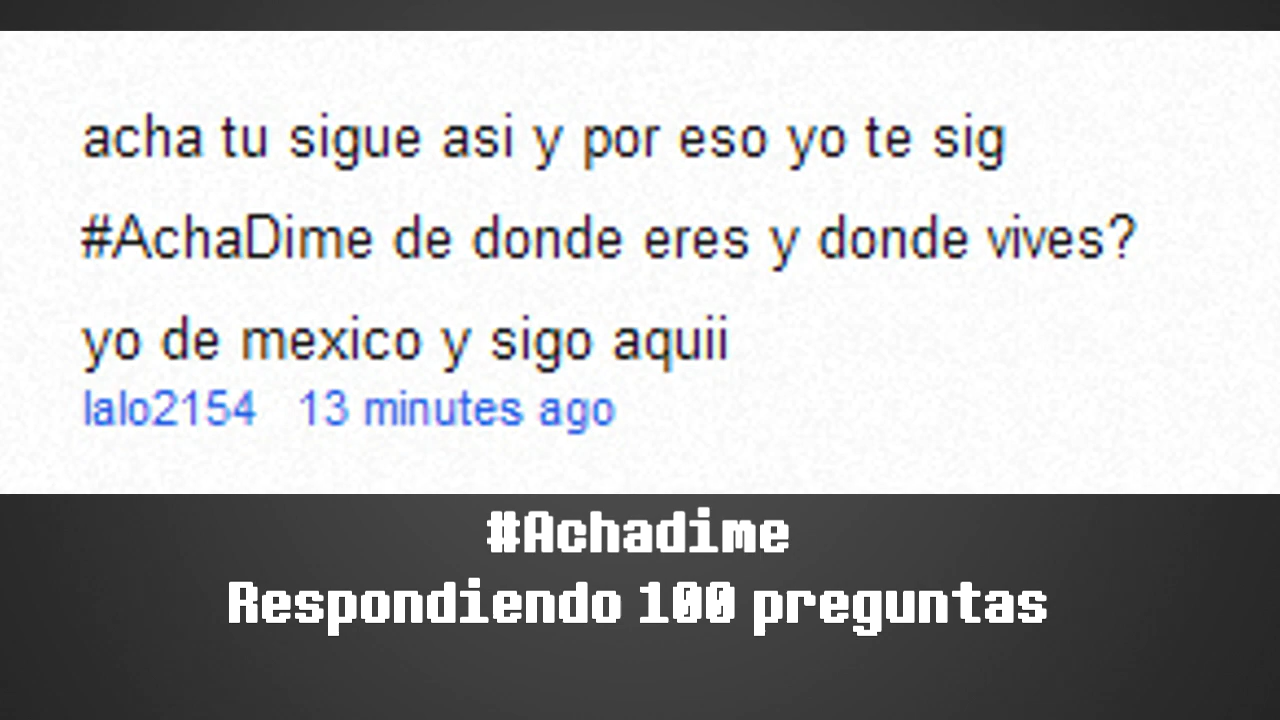 acha tu sigue asi y por eso yo te sig
#AchaDime de donde eres y donde vives?
yo de mexico y sigo aquii
lalo2154 13 minutes ago
#Achadime
Respondiendo 100 preguntas